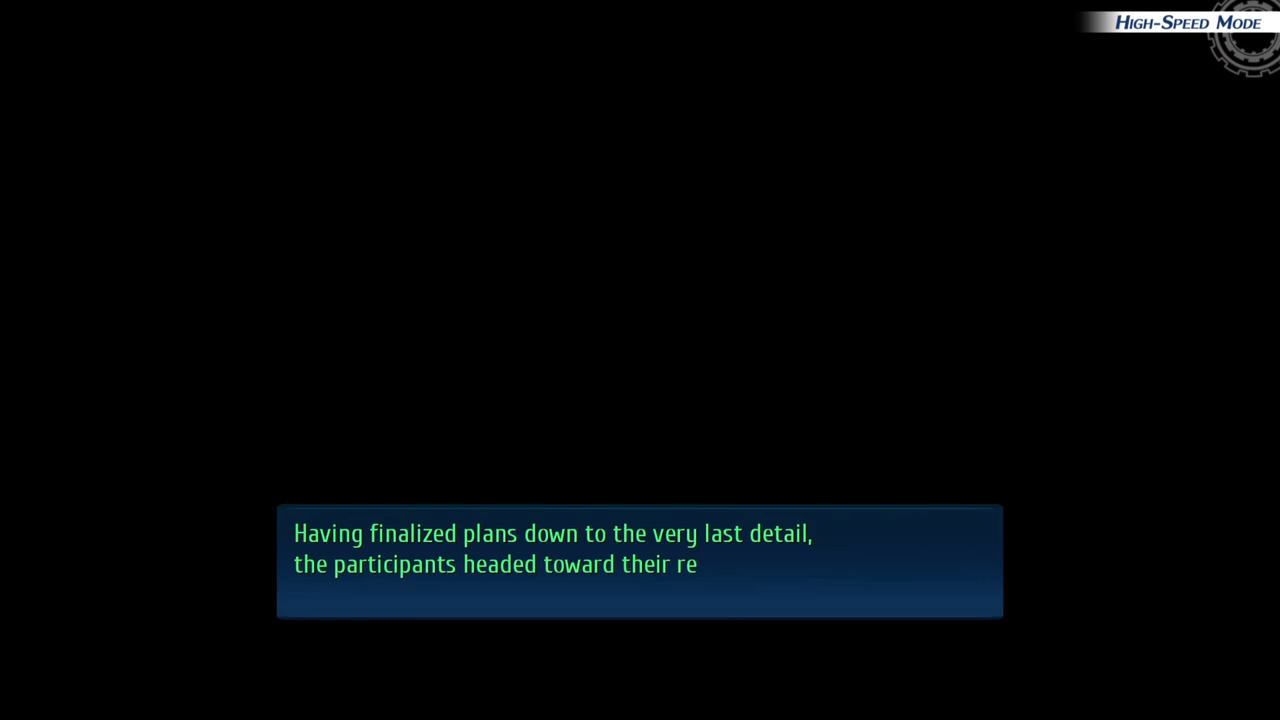 High-Speed Mode
Having finalized plans down to the very last detail,
the participants headed toward their re